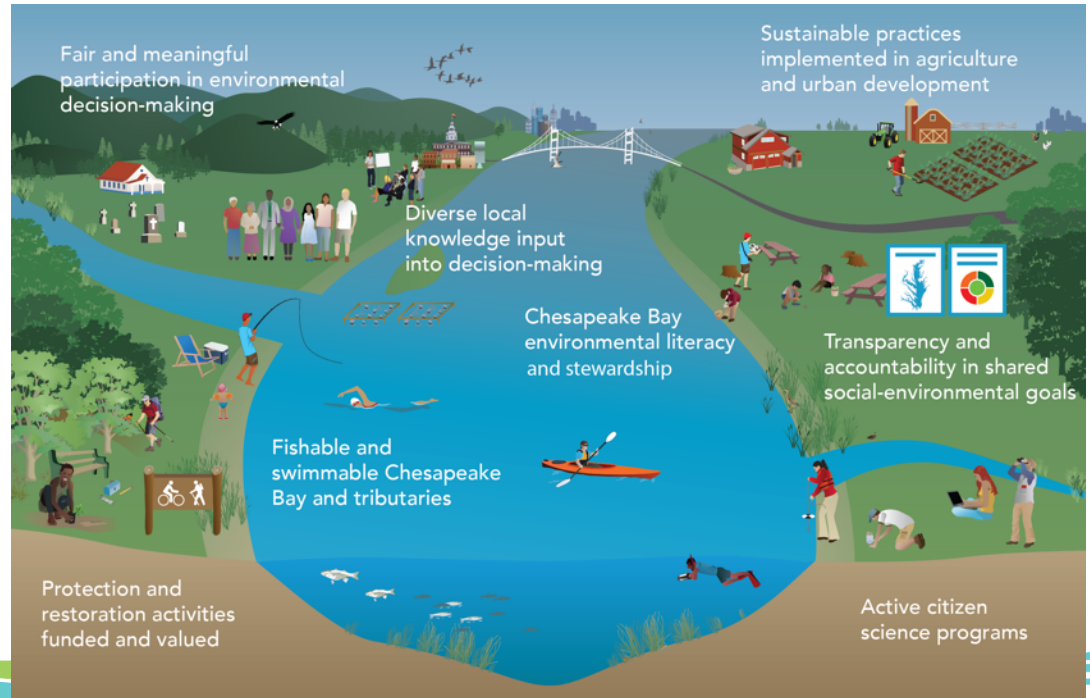 Fair and meaningful
participation in environmental
decision-making
Sustainable practices
implemented in agriculture
and urban development
Diverse local
knowledge input
into decision-making
Chesapeake Bay
environmental literacy
and stewardship
Transparency and
accountability in shared
social-environmental goals
Fishable and
swimmable Chesapeake
Bay and tributaries
Protection and
restoration activities
funded and valued
Active citizen
science programs